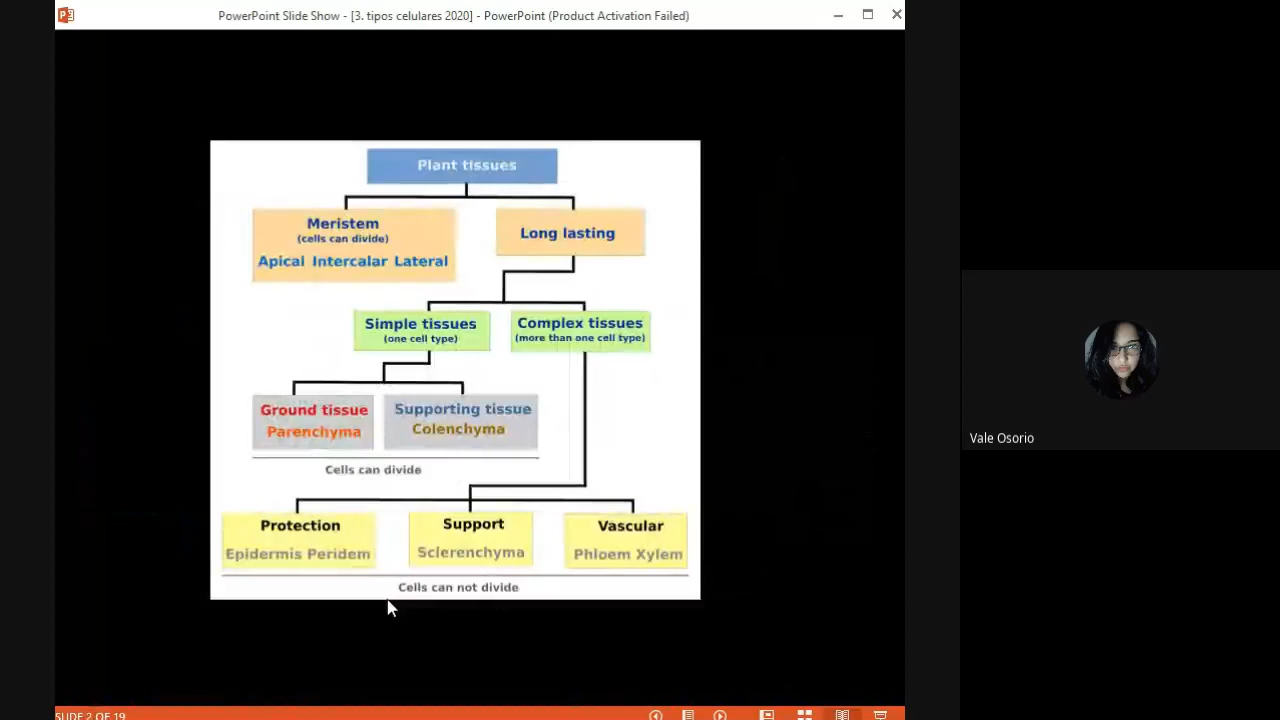 PowerPoint Slide Show - [3. tipos celulares 2020] - PowerPoint (Product Activation Failed)
Plant tissues
Meristem
(cells can divide)
Apical Intercalar Lateral
Long lasting
Simple tissues
(one cell type)
Complex tissues
(more than one cell type)
Ground tissue
Parenchyma
Supporting tissue
Colenchyma
Cells can divide
Protection
Epidermis Peridem
Support
Sclerenchyma
Vascular
Phloem Xylem
Cells can not divide
Vale Osorio
SLIDE 2 OF 19